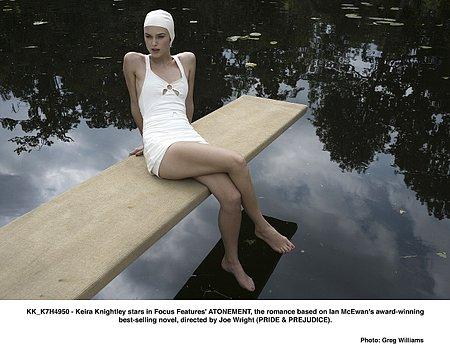 KK_K7H4950 - Keira Knightley stars in Focus Features' ATONEMENT, the romance based on Ian McEwan's award-winning
best-selling novel, directed by Joe Wright (PRIDE & PREJUDICE).
Photo: Greg Williams